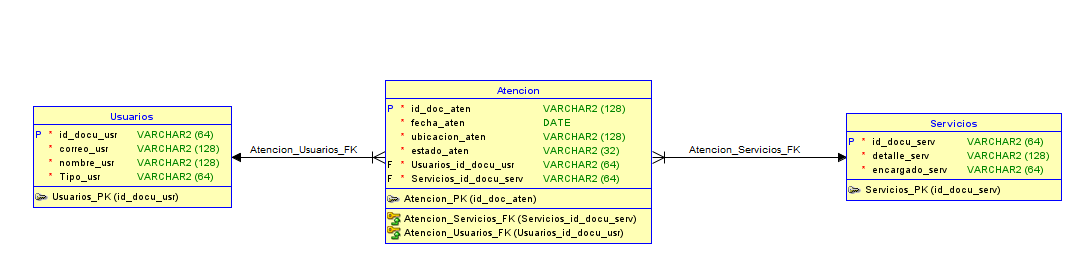 Usuarios
P * id_docu_usr VARCHAR2 (64)
* correo_usr VARCHAR2 (128)
* nombre_usr VARCHAR2 (128)
* Tipo_usr VARCHAR2 (64)
Usuarios_PK (id_docu_usr)
Atencion_Usuarios_FK
Atencion
P * id_doc_aten VARCHAR2 (128)
* fecha_aten DATE
* ubicacion_aten VARCHAR2 (128)
* estado_aten VARCHAR2 (32)
F * Usuarios_id_docu_usr VARCHAR2 (64)
F * Servicios_id_docu_serv VARCHAR2 (64)
Atencion_PK (id_doc_aten)
Atencion_Servicios_FK (Servicios_id_docu_serv)
Atencion_Usuarios_FK (Usuarios_id_docu_usr)
Atencion_Servicios_FK
Servicios
P * id_docu_serv VARCHAR2 (64)
* detalle_serv VARCHAR2 (128)
* encargado_serv VARCHAR2 (64)
Servicios_PK (id_docu_serv)